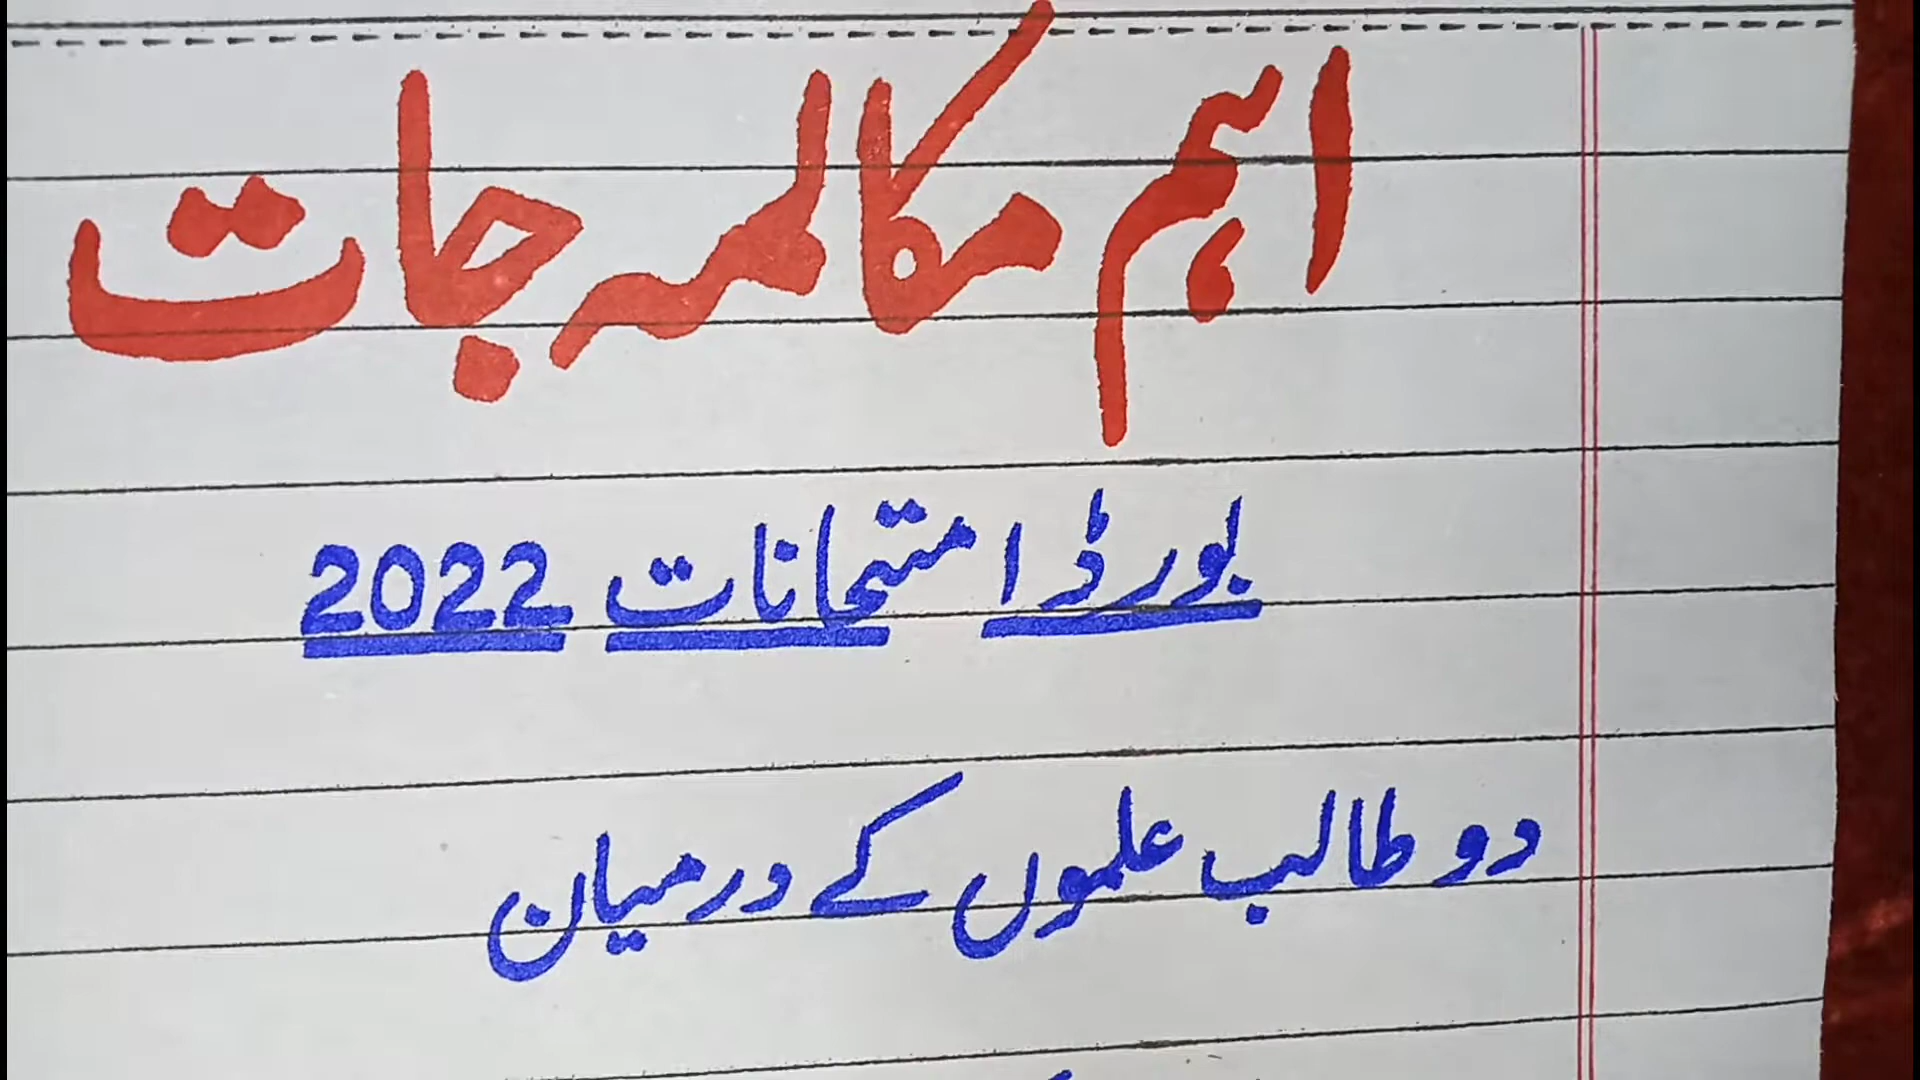 اہم مکالمہ جات
بورڈ امتحانات 2022
دو طالب علموں کے درمیان